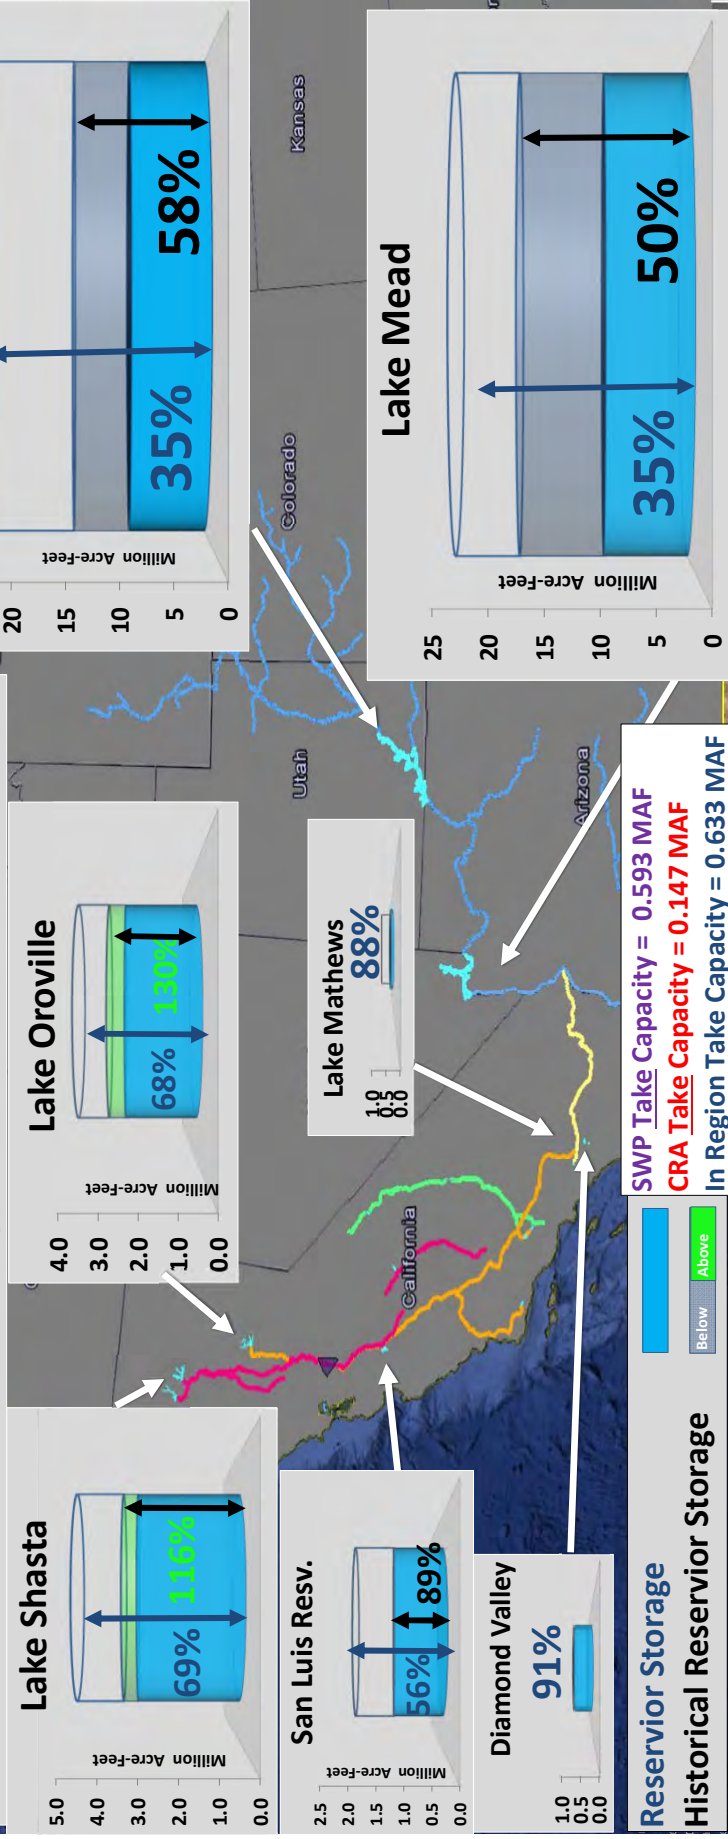 Lake Shasta
5.0
4.0
3.0
2.0
1.0
0.0
Million Acre-Feet
69%
116%
Lake Oroville
4.0
3.0
2.0
1.0
0.0
Million Acre-Feet
68%
130%
20
15
10
5
0
Million Acre-Feet
35%
58%
San Luis Resv.
2.5
2.0
1.5
1.0
0.5
0.0
Million Acre-Feet
56%
89%
Diamond Valley
1.0
0.5
0.0
91%
Lake Mathews
1.0
0.5
0.0
88%
Lake Mead
25
20
15
10
5
0
Million Acre-Feet
35%
50%
California
Utah
Colorado
Kansas
Arizona
Reservior Storage
Historical Reservoir Storage
Below
Above
SWP Take Capacity = 0.593 MAF
CRA Take Capacity = 0.147 MAF
In Region Take Capacity = 0.633 MAF